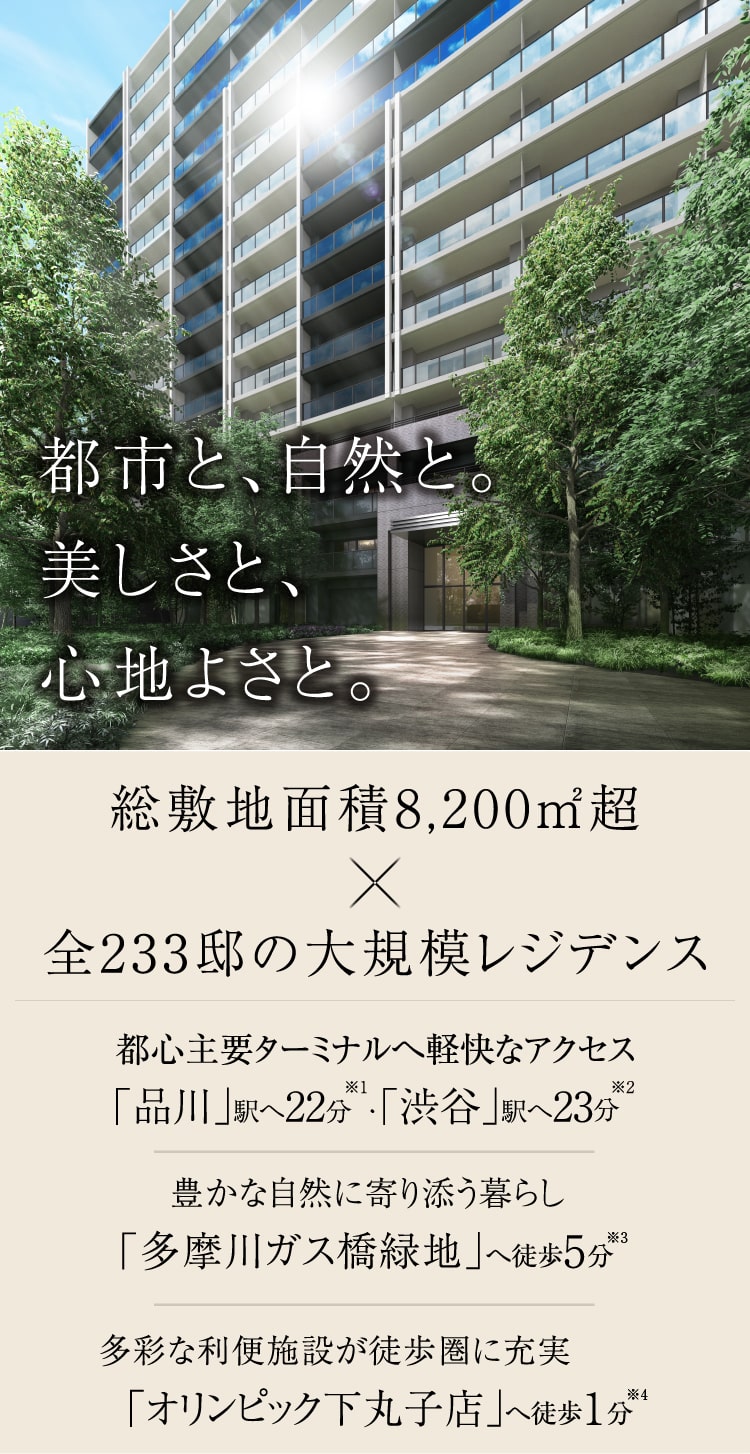 都市と、自然と。
美しさと、
心地よさと。
総敷地面積8,200㎡超
×
全233邸の大規模レジデンス
都心主要ターミナルへ軽快なアクセス
「品川」駅へ22分※1・「渋谷」駅へ23分※2
豊かな自然に寄り添う暮らし
「多摩川ガス橋緑地」へ徒歩5分※3
多彩な利便施設が徒歩圏に充実
「オリンピック下丸子店」へ徒歩1分※4